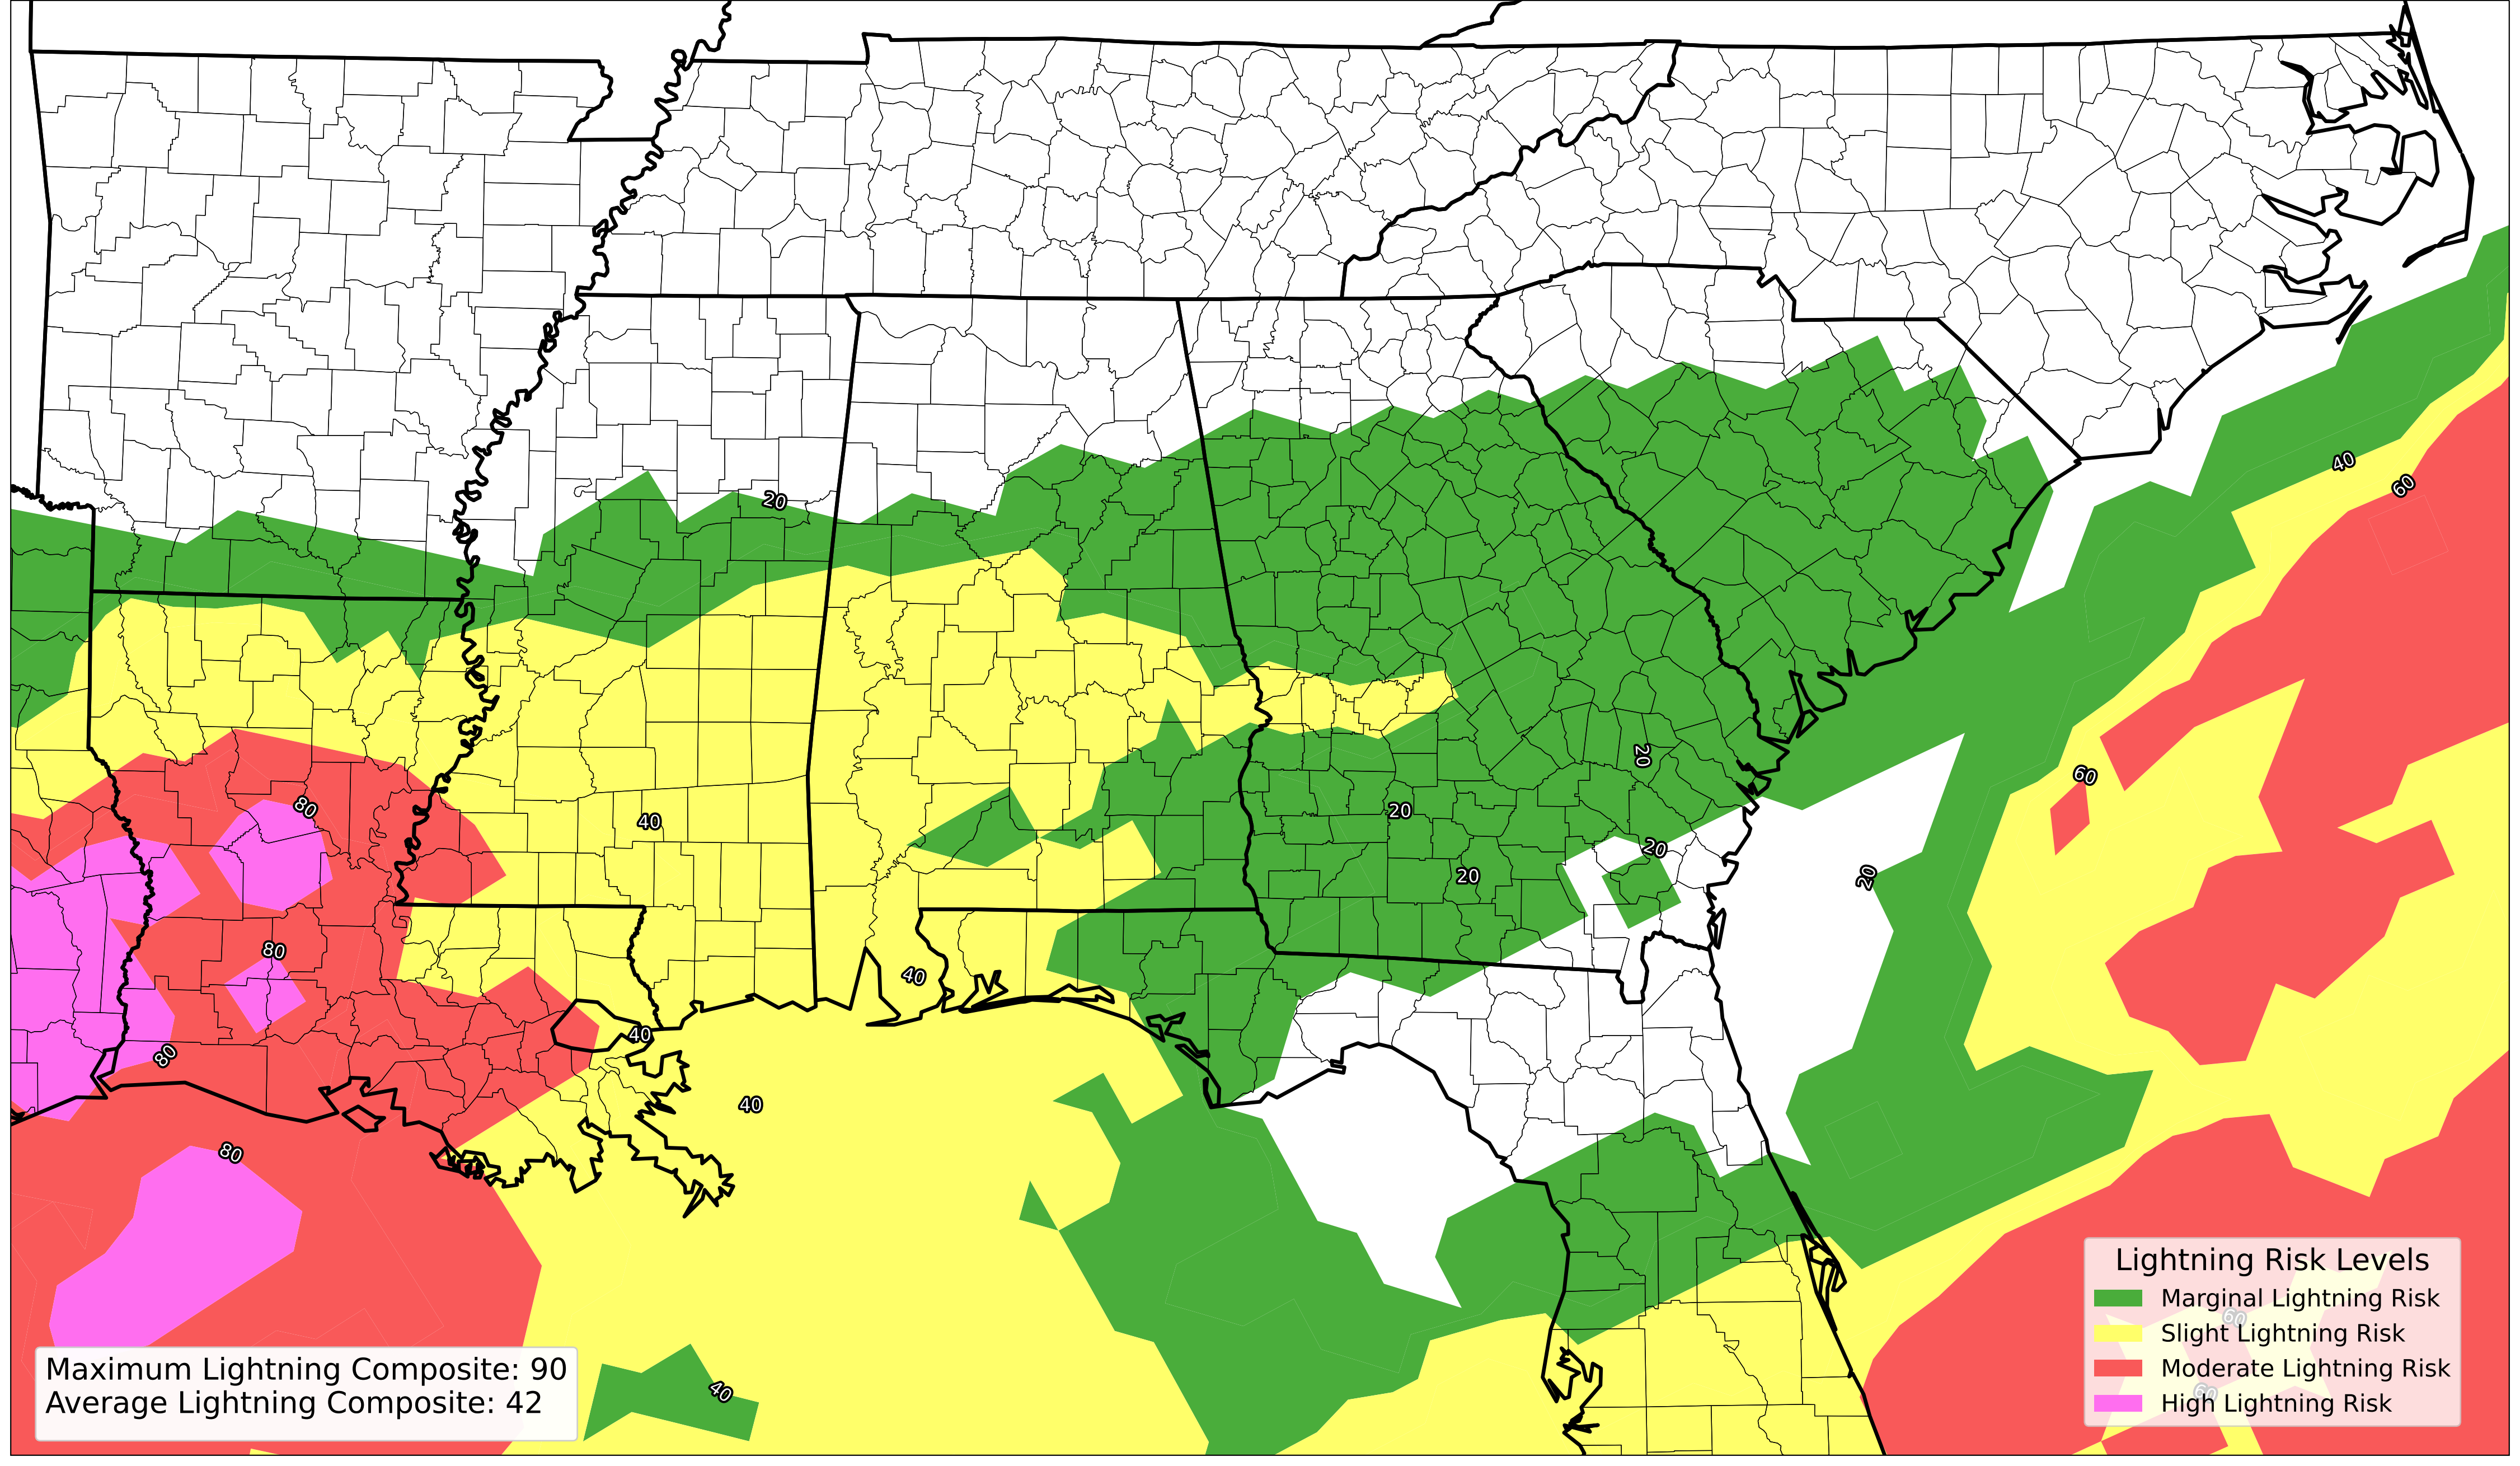 20
40
60
80
20
60
20
40
20
20
20
80
40
40
80
40
80
40
Lightning Risk Levels
Marginal Lightning Risk
60
Slight Lightning Risk
Moderate Lightning Risk
60
High Lightning Risk
Maximum Lightning Composite: 90
Average Lightning Composite: 42